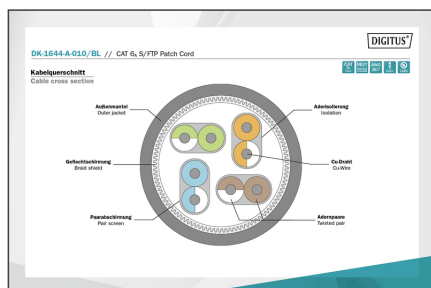 DIGITUS®
DK-1644-A-010/BL // CAT 6A S/FTP Patch Cord
Kabelquerschnitt
Cable cross section
Außenmantel
Outer jacket
Aderisolierung
Isolation
Geflechtschirmung
Braid shield
Cu-Draht
Cu-Wire
Paarabschirmung
Pair screen
Adernpaare
Twisted pair